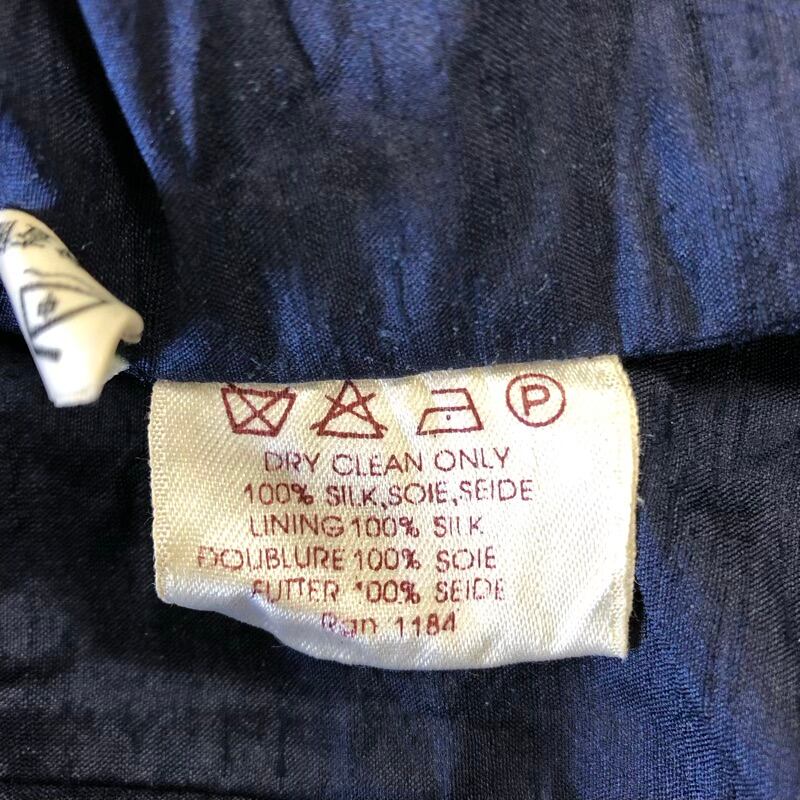 P
DRY CLEAN ONLY
100% SILK,SOIE,SEIDE
LINING 100% SILK
DOUBLURE 100% SOIE
FUTTER 100% SEIDE
Rgn 1184